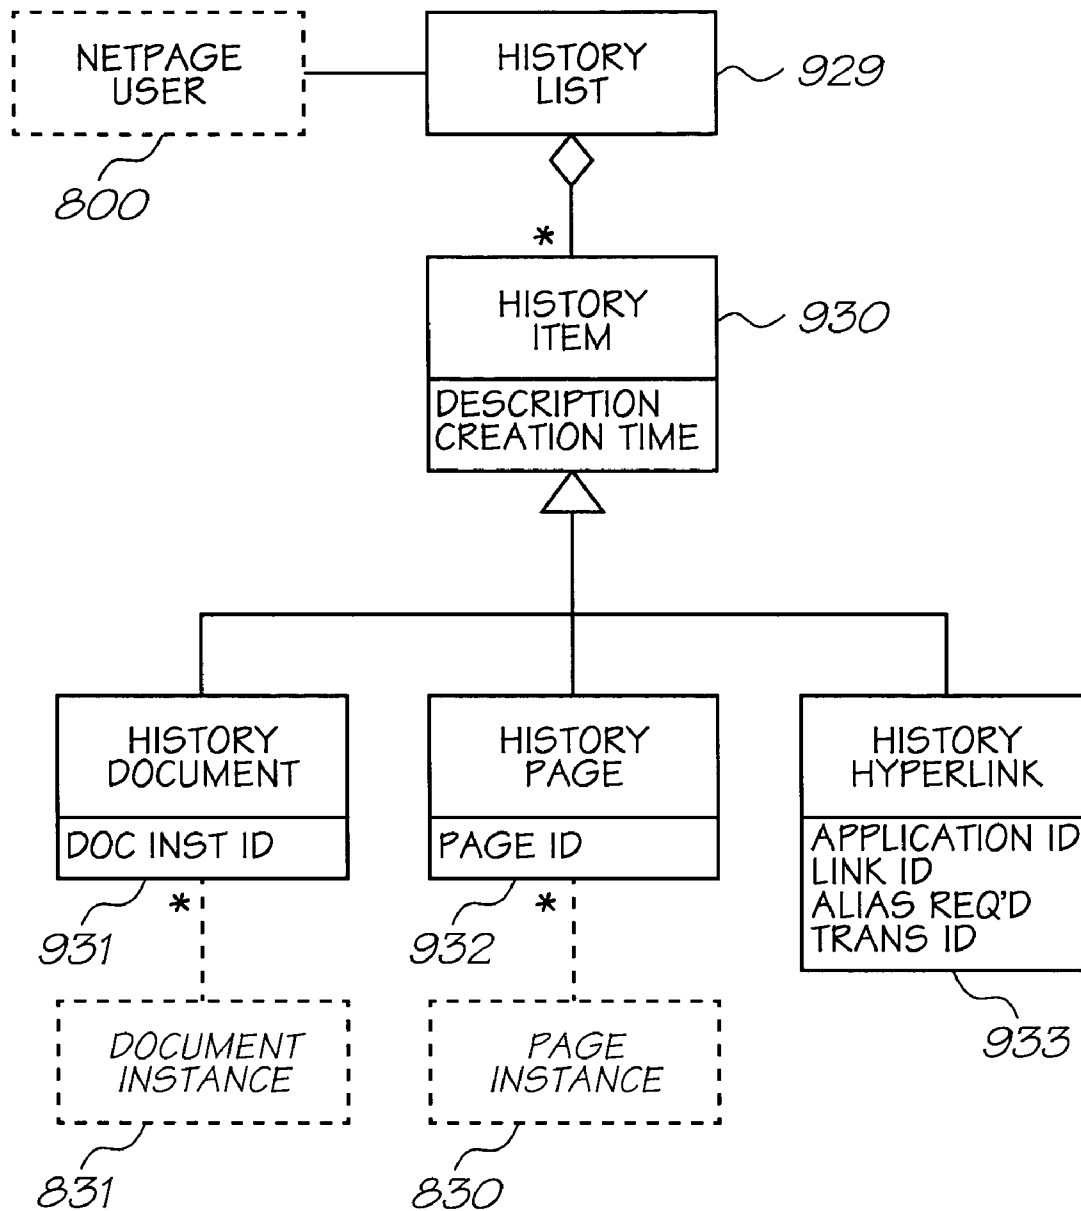 NETPAGE
USER
800
HISTORY
LIST
929
*
HISTORY
ITEM
930
DESCRIPTION
CREATION TIME
HISTORY
DOCUMENT
DOC INST ID
931
*
HISTORY
PAGE
PAGE ID
932
*
HISTORY
HYPERLINK
APPLICATION ID
LINK ID
ALIAS REQ'D
TRANS ID
933
DOCUMENT
INSTANCE
831
PAGE
INSTANCE
830